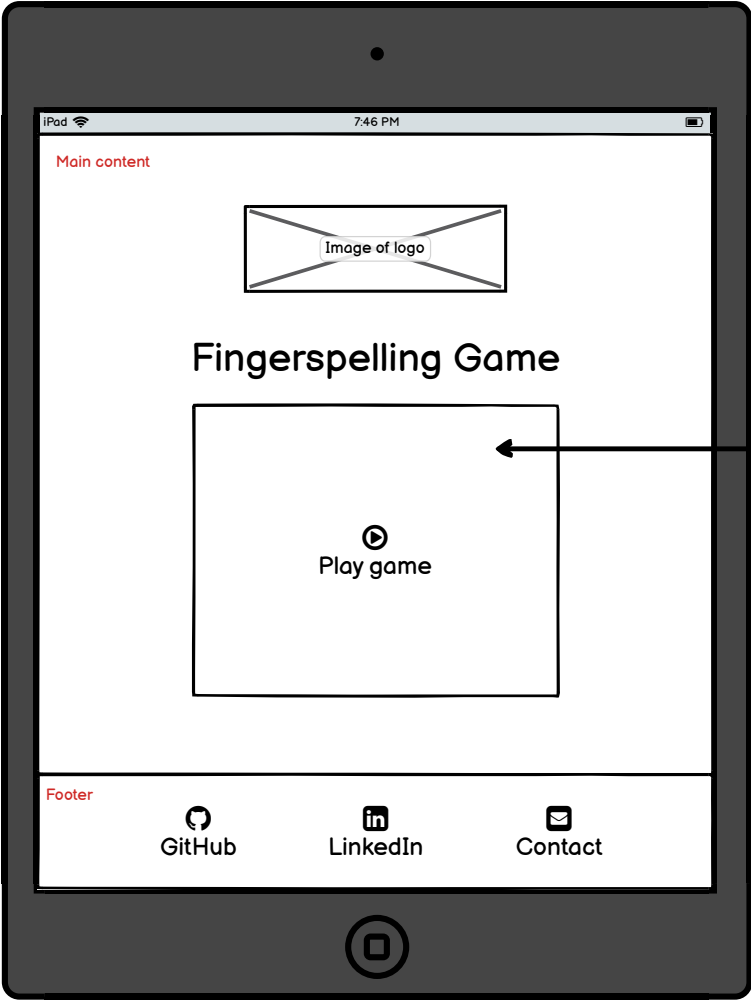 iPad 7:46 PM
Main content
Image of logo
Fingerspelling Game
Play game
Footer
GitHub LinkedIn Contact